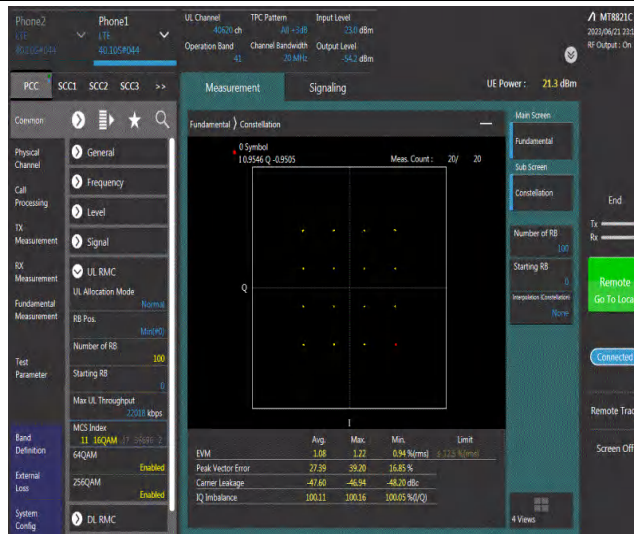 Phone2
LTE
40.105#044
Phone1
LTE
40.105#044
UL Channel
40620 ch
TPC Pattern
All +3dB
Input Level
23.0 dBm
Operation Band
41
Channel Bandwidth
20 MHz
Output Level
-54.2 dBm
MT8821C
RF Output : On
PCC
SCC1
SCC2
SCC3
>>
Measurement
Signaling
UE Power : 21.3 dBm
Common
Physical
Channel
Call
Processing
TX
Measurement
RX
Measurement
Fundamental
Measurement
Test
Parameter
Band
Definition
External
Loss
System
Config
General
Frequency
Level
Signal
UL RMC
UL Allocation Mode
Normal
RB Pos.
Min(#0)
Number of RB
100
Starting RB
0
Max UL Throughput
kbps
MCS Index
11 16QAM
64QAM
Enabled
256QAM
Enabled
DL RMC
Fundamental
Constellation
0 Symbol
I 0.9546 Q -0.9505
Meas. Count : 20/ 20
Q
I
Avg. Max. Min. Limit
EVM 1.08 1.22 0.94 %(rms)
Peak Vector Error 27.39 39.20 16.85 %
Carrier Leakage -47.60 -46.94 -48.20 dBc
IQ Imbalance 100.11 100.16 100.05 %(I/Q)
Main Screen
Fundamental
Sub Screen
Constellation
Number of RB
100
Starting RB
0
Interpolation (Constellation)
None
4 Views
End
Tx
Rx
Remote
Go To Loca
Connected
Remote Trac
Screen Off